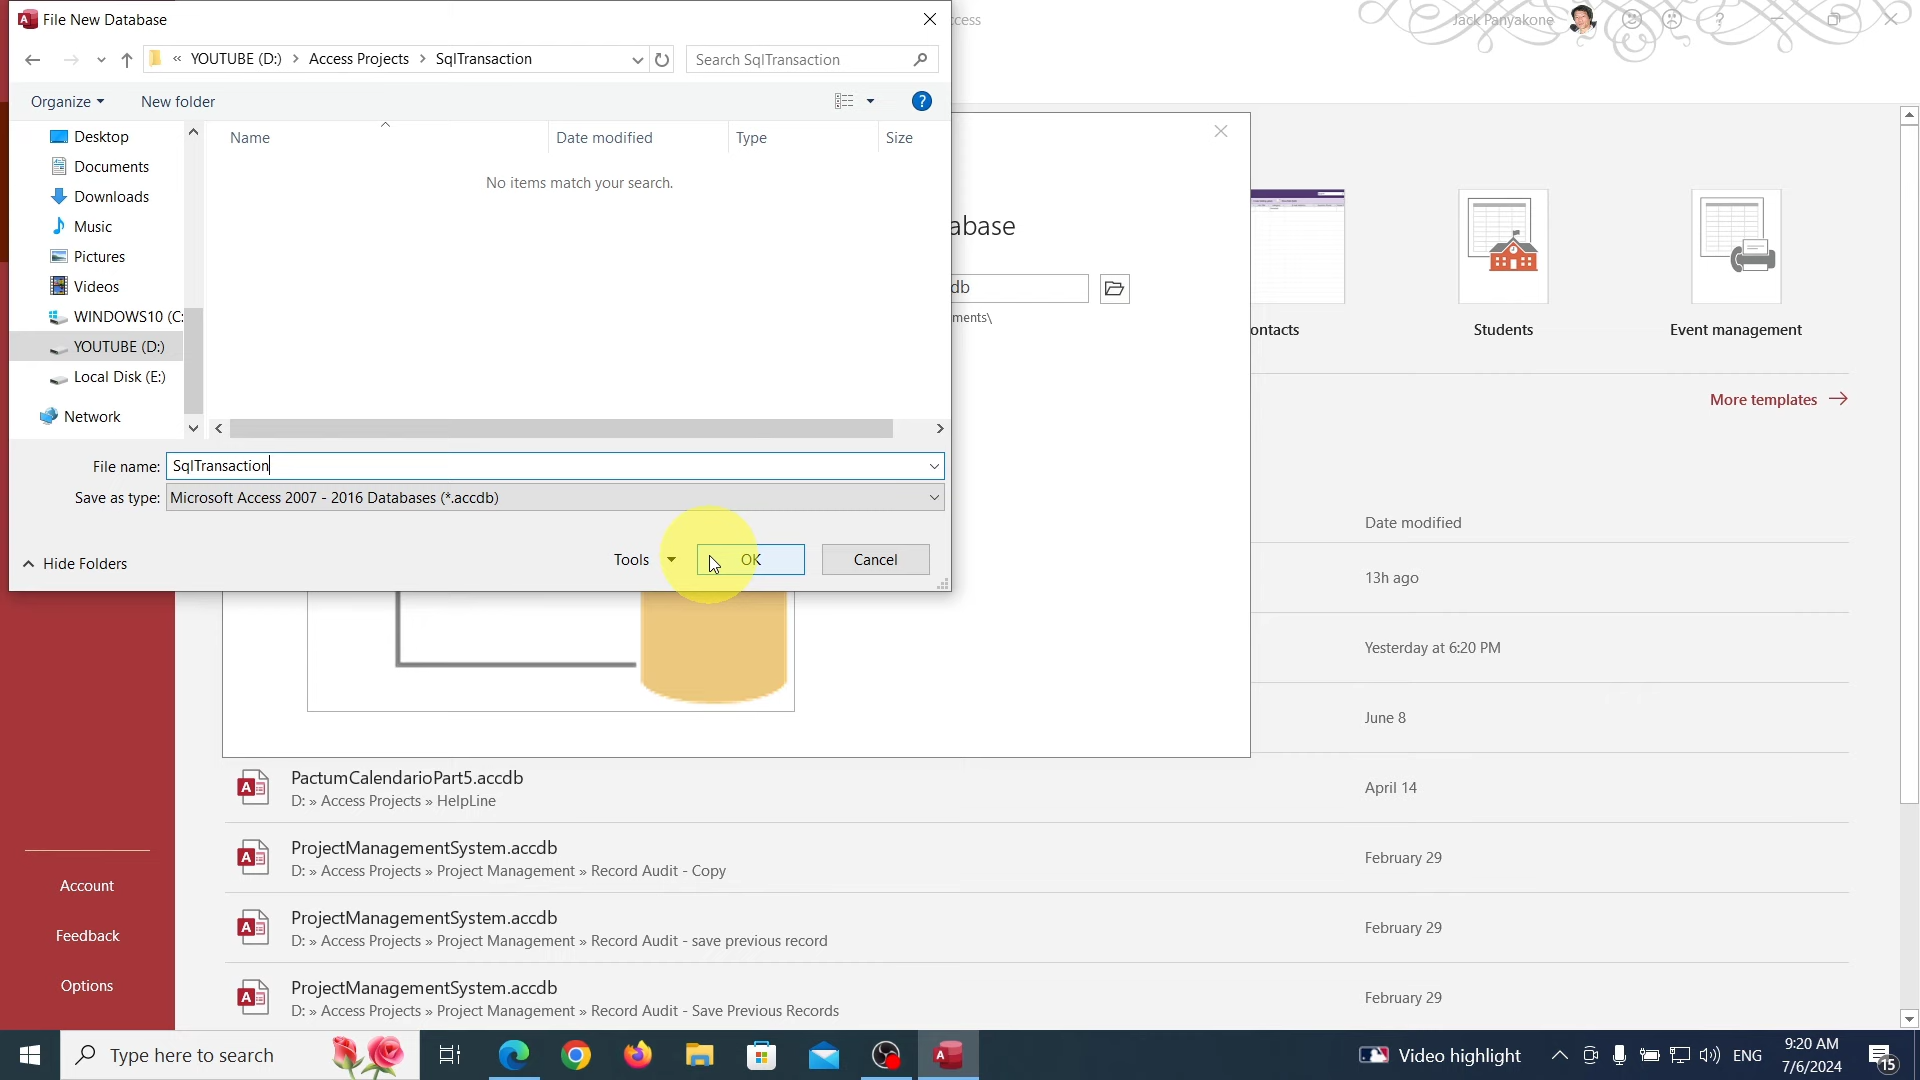 File New Database
ccess
Jack Panyakone
?
« YOUTUBE (D:) › Access Projects › SqlTransaction
Search SqlTransaction
Organize
New folder
?
Desktop
Documents
Downloads
Music
Pictures
Videos
WINDOWS10 (C:
YOUTUBE (D:)
Local Disk (E:)
Network
Name
Date modified
Type
Size
No items match your search.
File name:
SqlTransaction
Save as type:
Microsoft Access 2007 - 2016 Databases (*.accdb)
Hide Folders
Tools
OK
Cancel
abase
db
ments\
ontacts
Students
Event management
More templates
Date modified
13h ago
Yesterday at 6:20 PM
June 8
PactumCalendarioPart5.accdb
D: » Access Projects » HelpLine
April 14
ProjectManagementSystem.accdb
D: » Access Projects » Project Management » Record Audit - Copy
February 29
ProjectManagementSystem.accdb
D: » Access Projects » Project Management » Record Audit - save previous record
February 29
ProjectManagementSystem.accdb
D: » Access Projects » Project Management » Record Audit - Save Previous Records
February 29
Account
Feedback
Options
Type here to search
Video highlight
ENG
9:20 AM
7/6/2024
15